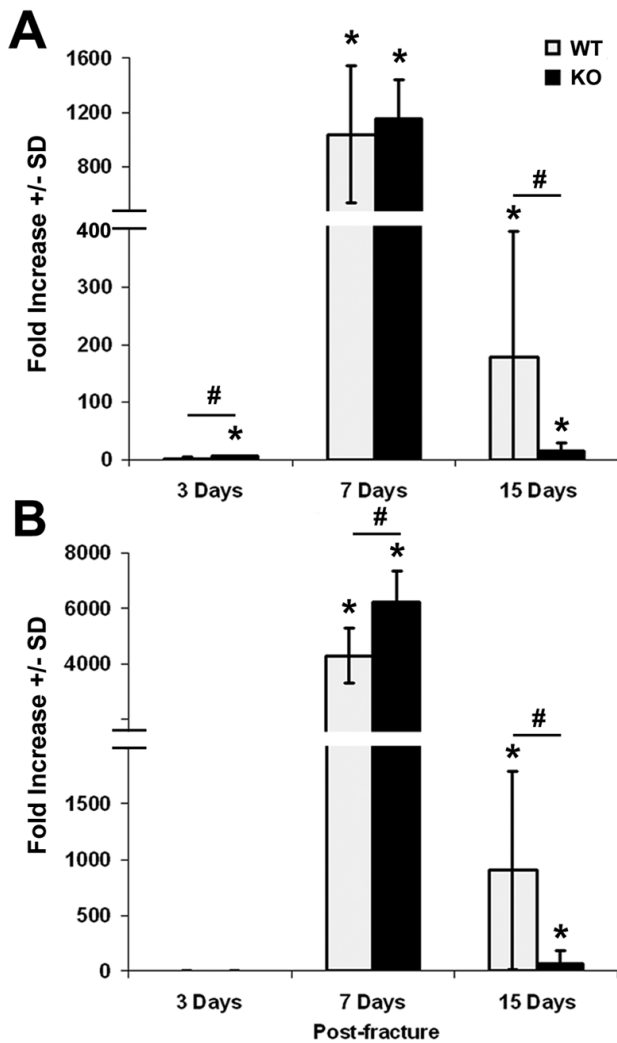 A
WT
KO
Fold Increase +/- SD
1600
1200
800
400
300
200
100
0
* * # * # * *
3 Days 7 Days 15 Days
B
Fold Increase +/- SD
8000
6000
4000
1500
1000
500
0
# * * # * *
3 Days 7 Days 15 Days
Post-fracture